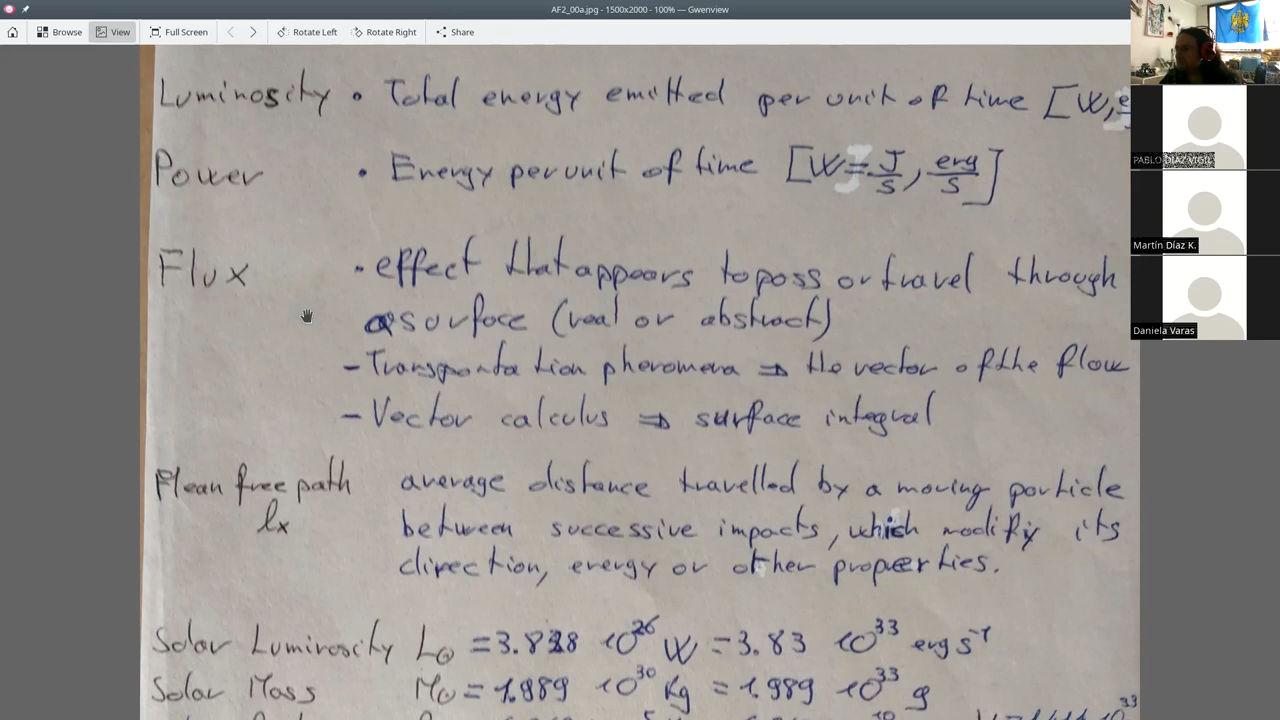 AF2_00a.jpg - 1500x2000 - 100% — Gwenview
Browse View Full Screen Rotate Left Rotate Right Share
Luminosity • Total energy emitted per unit of time [W,
Power • Energy per unit of time [W = J/s, erg/s]
Flux • effect that appears to poss or travel through
a surface (real or abstract)
- Transportation phenomena ⇒ the vector of the flow
- Vector calculus ⇒ surface integral
Mean free path average distance travelled by a moving particle
lx between successive impacts, which modify its
direction, energy or other properties.
Solar Luminosity L⊙ = 3.828 10^26 W = 3.83 10^33 erg s^-1
Solar Mass M⊙ = 1.989 10^30 Kg = 1.989 10^33 g
PABLO DÍAZ VIGIL
Martín Díaz K.
Daniela Varas